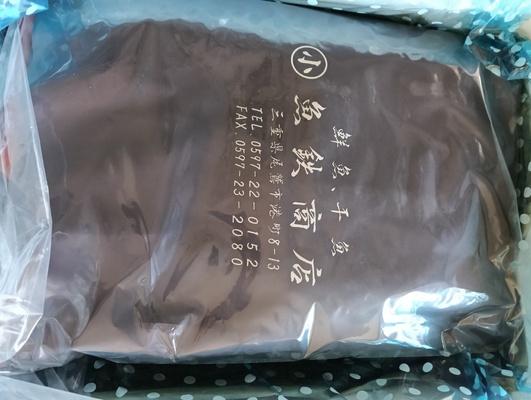 鮮魚、干魚
㊥小 魚鉄商店
三重県尾鷲市港町8-13
TEL.0597-22-0152
FAX.0597-23-2080